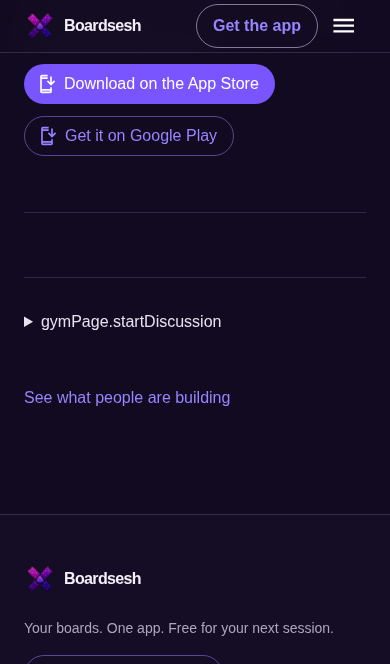 Boardsesh
Get the app
Download on the App Store
Get it on Google Play
gymPage.startDiscussion
See what people are building
Boardsesh
Your boards. One app. Free for your next session.